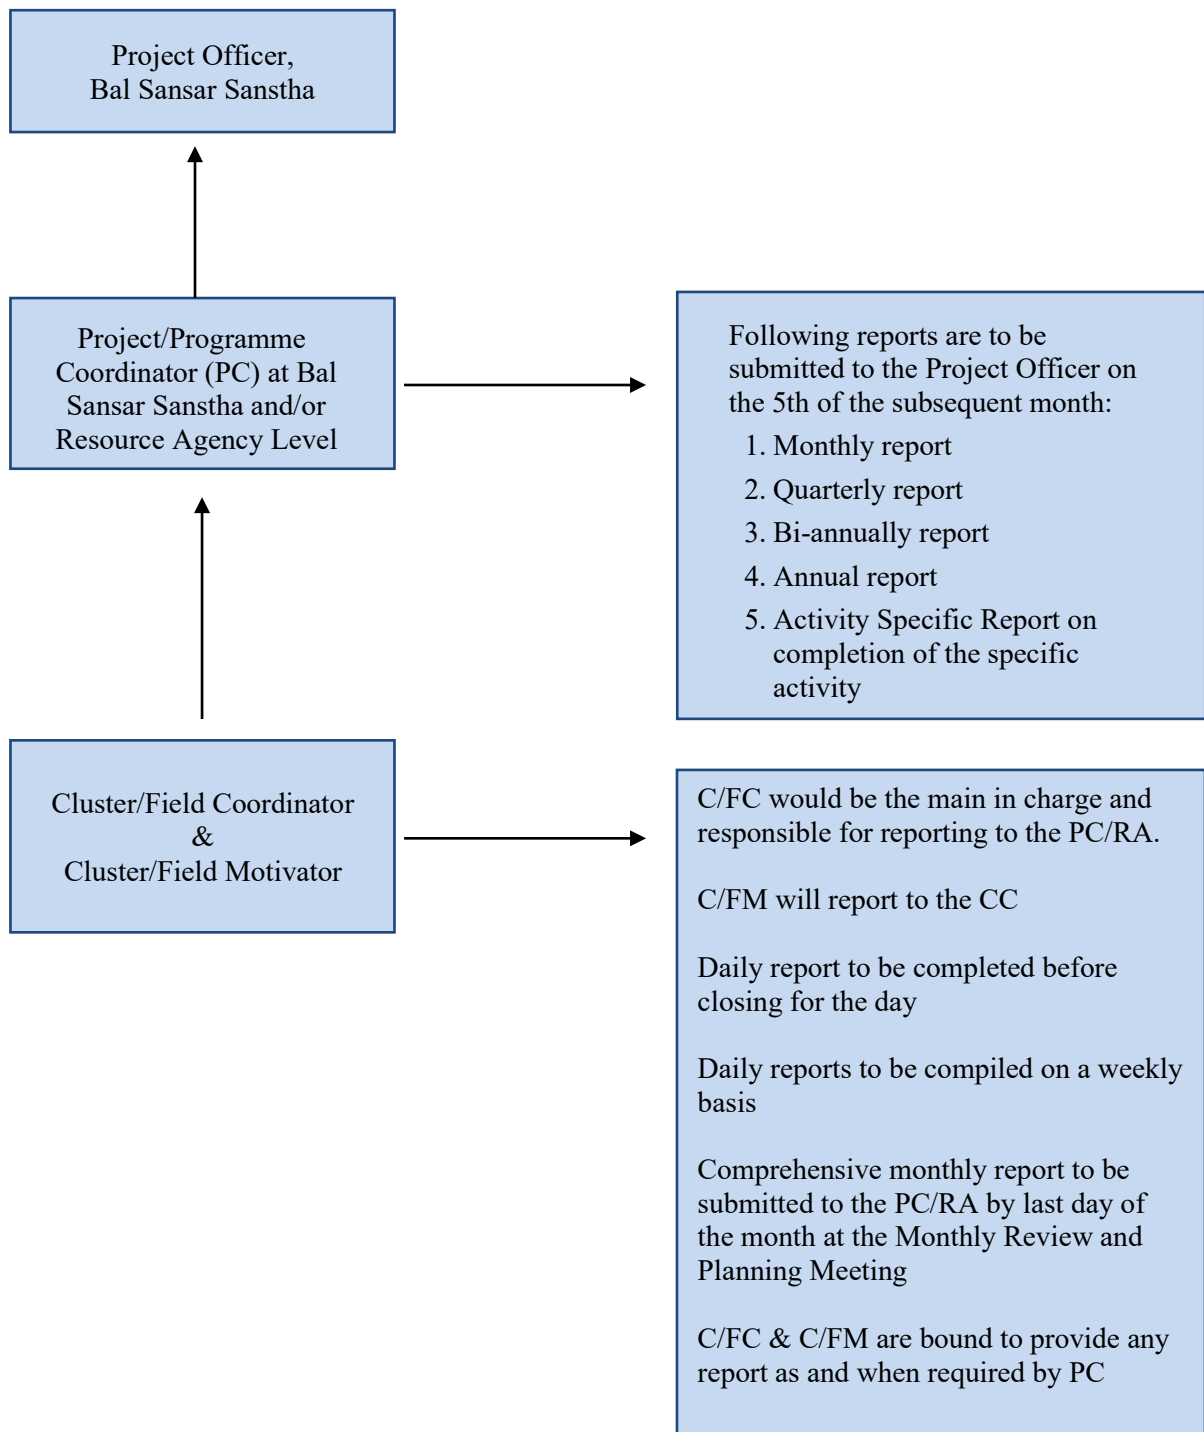 Project Officer,
Bal Sansar Sanstha
Project/Programme
Coordinator (PC) at Bal
Sansar Sanstha and/or
Resource Agency Level
Following reports are to be
submitted to the Project Officer on
the 5th of the subsequent month:
1. Monthly report
2. Quarterly report
3. Bi-annually report
4. Annual report
5. Activity Specific Report on
completion of the specific
activity
Cluster/Field Coordinator
&
Cluster/Field Motivator
C/FC would be the main in charge and
responsible for reporting to the PC/RA.
C/FM will report to the CC
Daily report to be completed before
closing for the day
Daily reports to be compiled on a weekly
basis
Comprehensive monthly report to be
submitted to the PC/RA by last day of
the month at the Monthly Review and
Planning Meeting
C/FC & C/FM are bound to provide any
report as and when required by PC